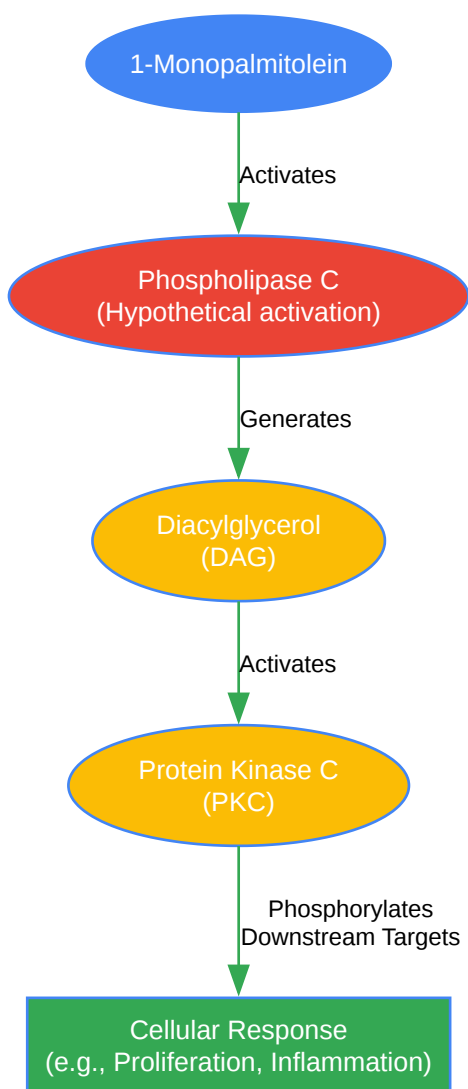 1-Monopalmitolein
Activates
Phospholipase C
(Hypothetical activation)
Generates
Diacylglycerol
(DAG)
Activates
Protein Kinase C
(PKC)
Phosphorylates
Downstream Targets
Cellular Response
(e.g., Proliferation, Inflammation)